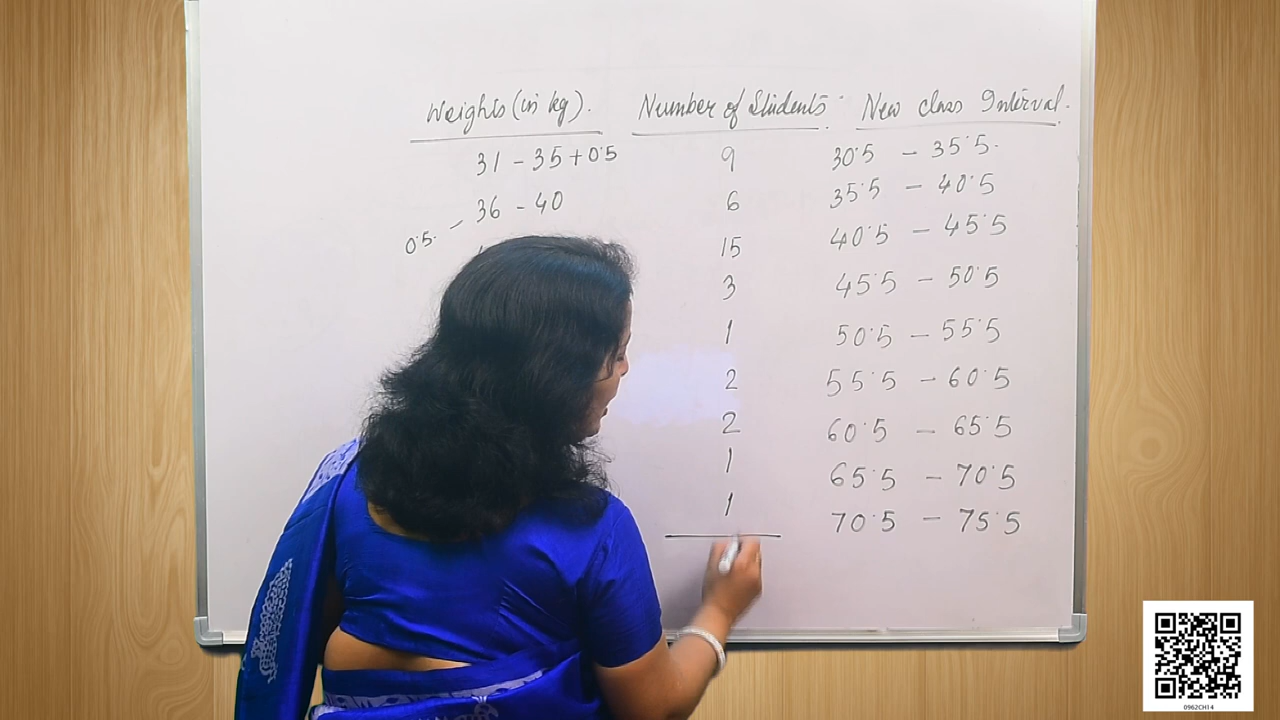 Weights (in kg). Number of Students. New class Interval.
31 - 35 + 0.5 9 30.5 - 35.5.
- 36 - 40 6 35.5 - 40.5
0.5. 15 40.5 - 45.5
3 45.5 - 50.5
1 50.5 - 55.5
2 55.5 - 60.5
2 60.5 - 65.5
1 65.5 - 70.5
1 70.5 - 75.5
0962CH14